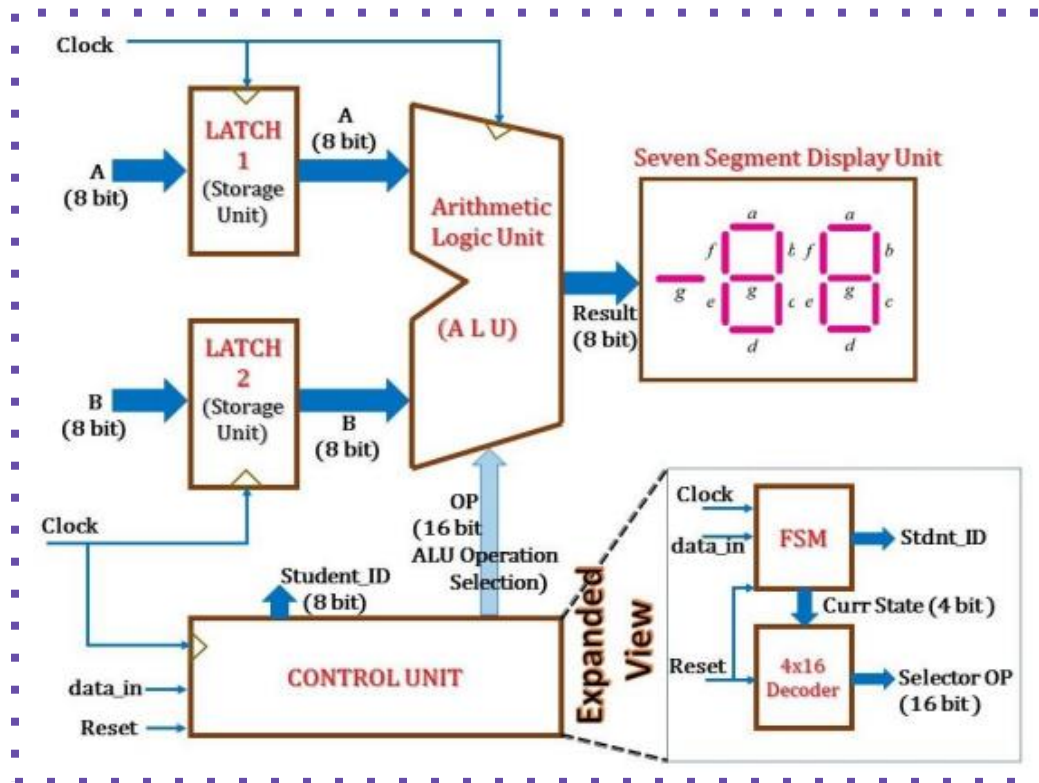 Clock
LATCH
1
(Storage
Unit)
A
(8 bit)
A
(8 bit)
Arithmetic
Logic Unit
(A L U)
Seven Segment Display Unit
a
f
b
g
e
c
d
a
f
b
g
e
c
d
g
Result
(8 bit)
LATCH
2
(Storage
Unit)
B
(8 bit)
B
(8 bit)
Clock
OP
(16 bit
ALU Operation
Selection)
Student_ID
(8 bit)
CONTROL UNIT
data_in
Reset
Expanded
View
Clock
data_in
FSM
Stdnt_ID
Curr State (4 bit )
Reset
4x16
Decoder
Selector OP
(16 bit )